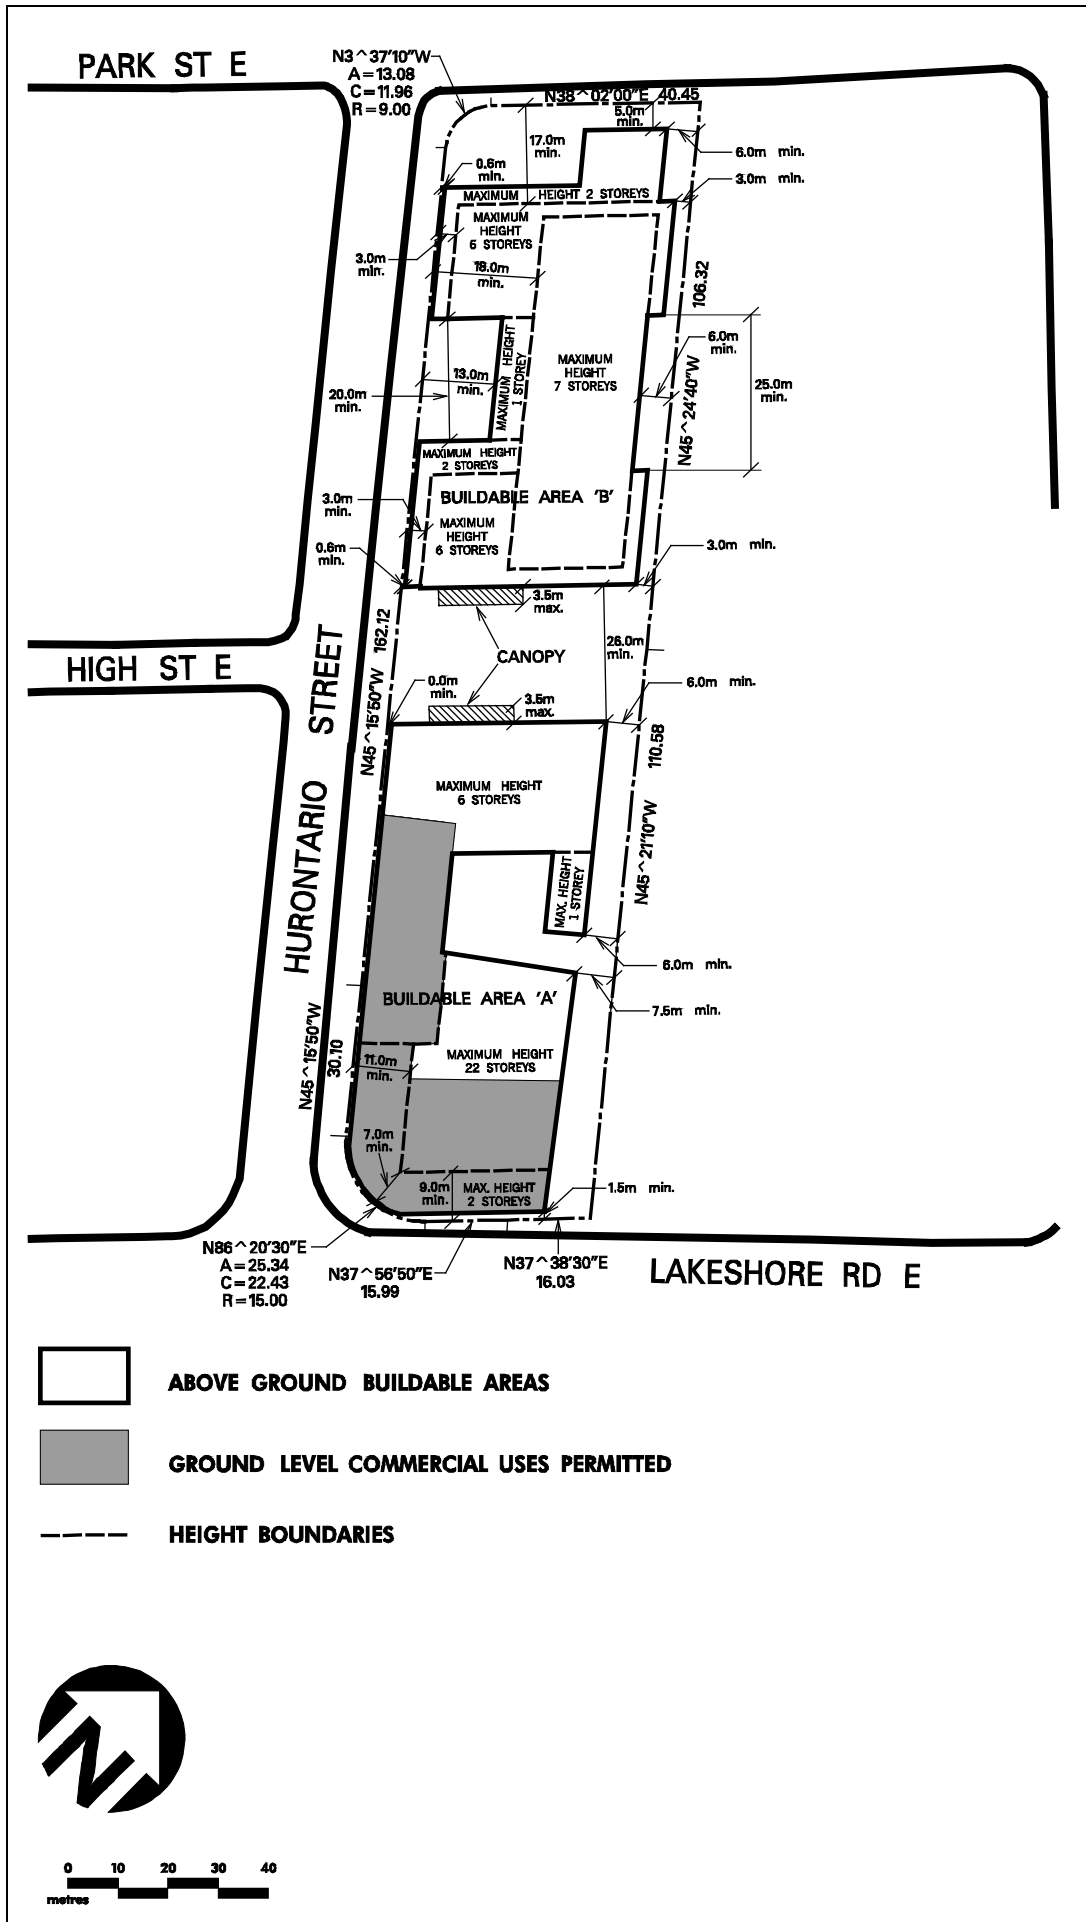 PARK ST E
N3^37'10"W
A=13.08
C=11.96
R=9.00
N38^02'00"E 40.45
5.0m
min.
17.0m
min.
6.0m min.
0.6m
min.
3.0m min.
MAXIMUM HEIGHT 2 STOREYS
MAXIMUM
HEIGHT
6 STOREYS
3.0m
min.
18.0m
min.
106.32
MAXIMUM HEIGHT
1 STOREY
MAXIMUM
HEIGHT
7 STOREYS
6.0m
min.
13.0m
min.
20.0m
min.
25.0m
min.
N45^24'40"W
MAXIMUM HEIGHT
2 STOREYS
3.0m
min.
BUILDABLE AREA 'B'
MAXIMUM
HEIGHT
6 STOREYS
0.6m
min.
3.0m min.
3.5m
max.
162.12
26.0m
min.
CANOPY
HIGH ST E
HURONTARIO STREET
N45^15'50"W
0.0m
min.
6.0m min.
3.5m
max.
110.58
MAXIMUM HEIGHT
6 STOREYS
MAX. HEIGHT
1 STOREY
N45^21'10"W
6.0m min.
BUILDABLE AREA 'A'
7.5m min.
N45^15'50"W
30.10
11.0m
min.
MAXIMUM HEIGHT
22 STOREYS
7.0m
min.
9.0m
min.
MAX. HEIGHT
2 STOREYS
1.5m min.
N86^20'30"E
A=25.34
C=22.43
R=15.00
N37^56'50"E
15.99
N37^38'30"E
16.03
LAKESHORE RD E
ABOVE GROUND BUILDABLE AREAS
GROUND LEVEL COMMERCIAL USES PERMITTED
HEIGHT BOUNDARIES
N
0 10 20 30 40
metres